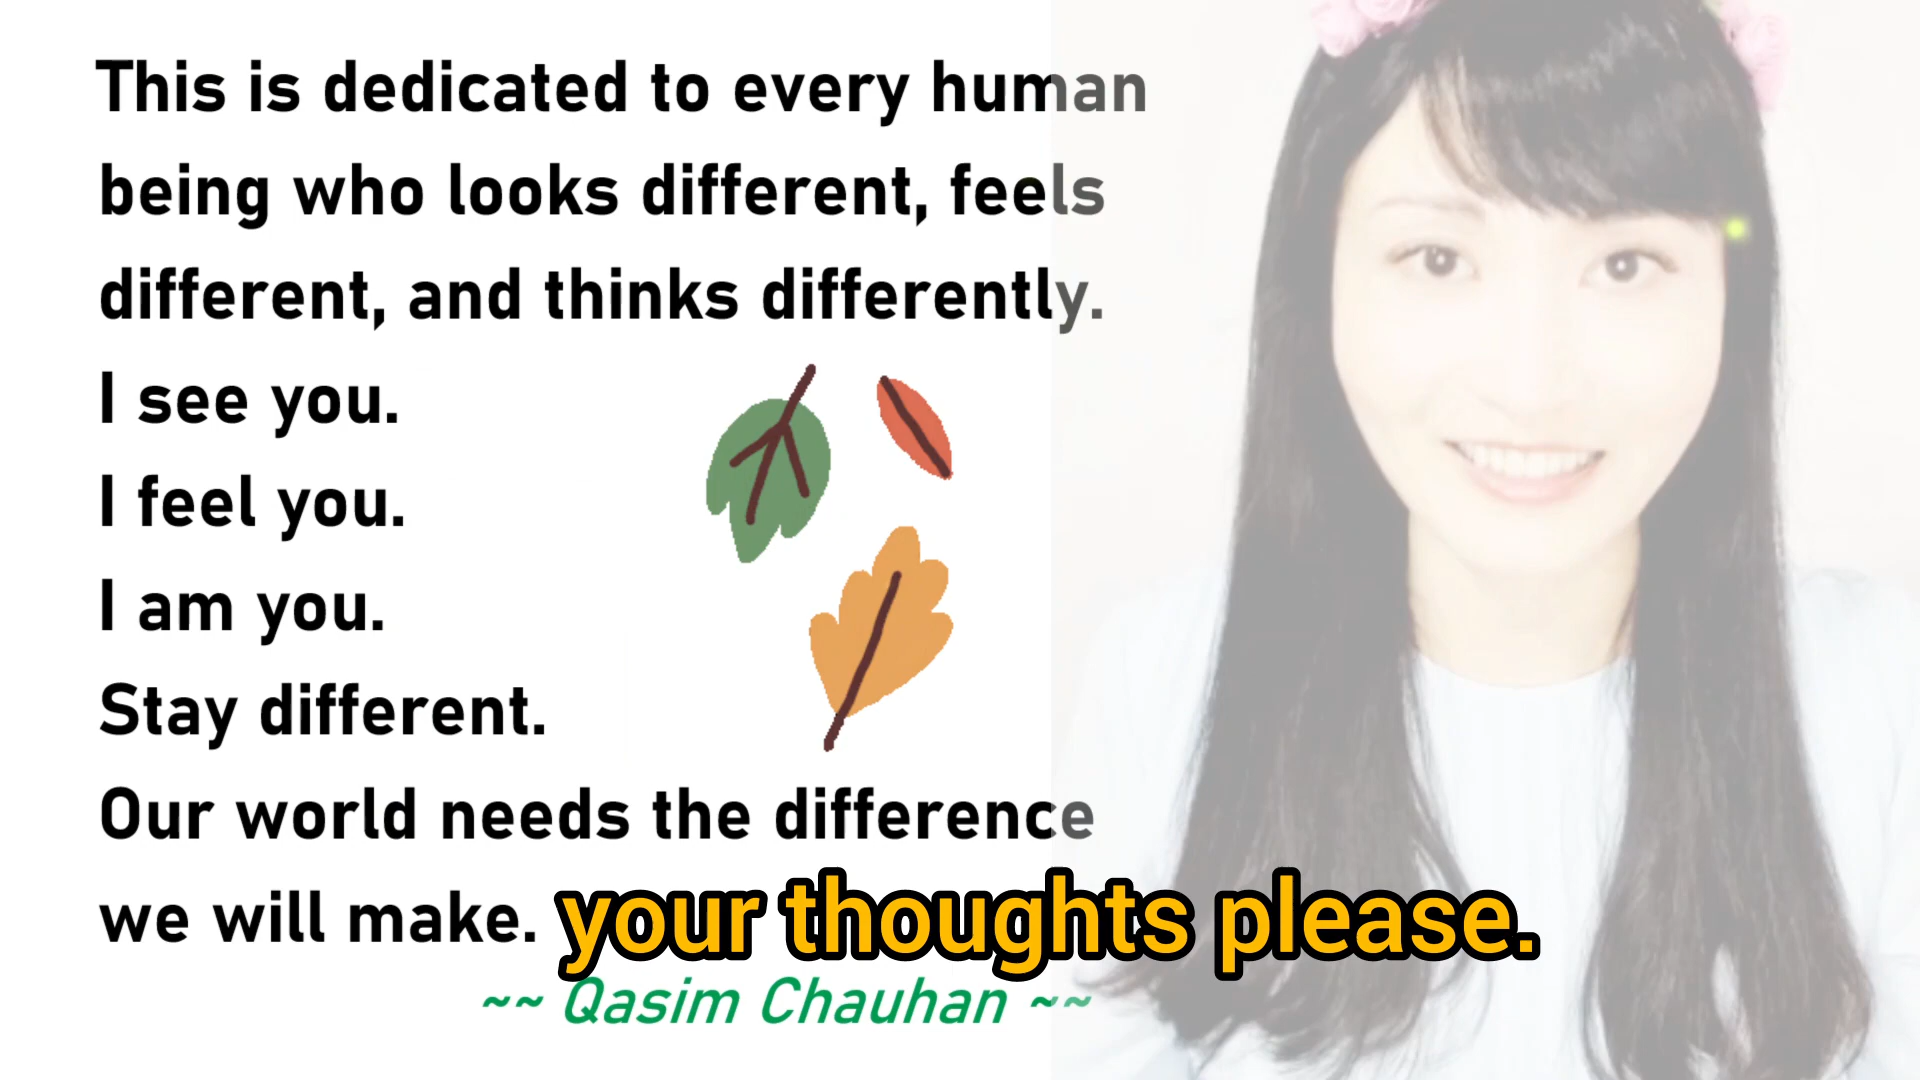 This is dedicated to every human
being who looks different, feels
different, and thinks differently.
I see you.
I feel you.
I am you.
Stay different.
Our world needs the difference
we will make.
your thoughts please.
~~ Qasim Chauhan ~~